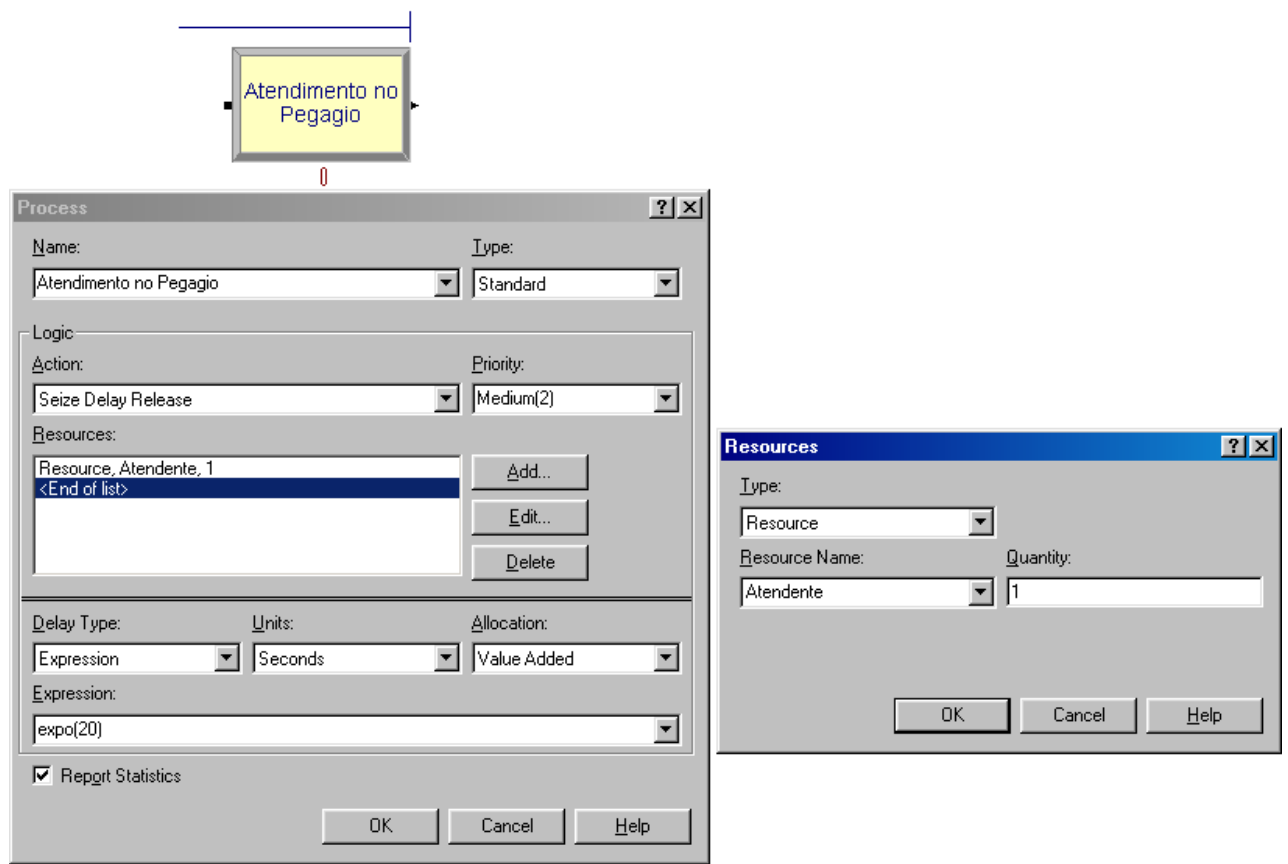 Atendimento no
Pegagio
0
Process
Name:
Type:
Atendimento no Pegagio
Standard
Logic
Action:
Priority:
Seize Delay Release
Medium(2)
Resources:
Resource, Atendente, 1
<End of list>
Add...
Edit...
Delete
Delay Type:
Units:
Allocation:
Expression
Seconds
Value Added
Expression:
expo(20)
Report Statistics
OK
Cancel
Help
Resources
Type:
Resource
Resource Name:
Quantity:
Atendente
1
OK
Cancel
Help